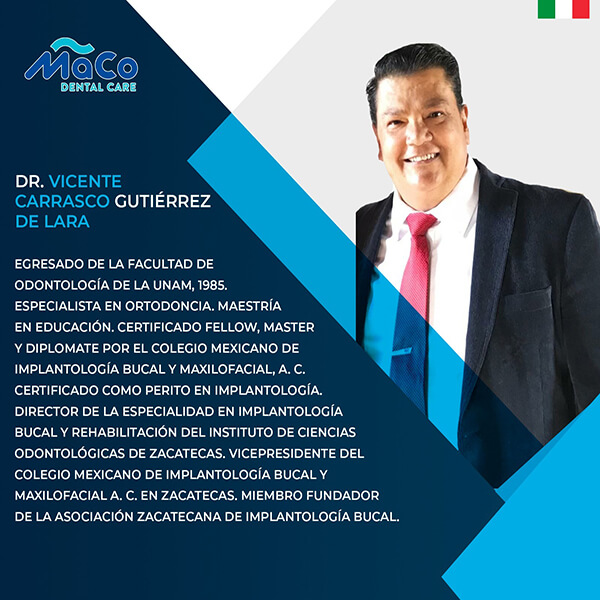 MaCo
DENTAL CARE
DR. VICENTE
CARRASCO GUTIÉRREZ
DE LARA
EGRESADO DE LA FACULTAD DE
ODONTOLOGÍA DE LA UNAM, 1985.
ESPECIALISTA EN ORTODONCIA. MAESTRÍA
EN EDUCACIÓN. CERTIFICADO FELLOW, MASTER
Y DIPLOMATE POR EL COLEGIO MEXICANO DE
IMPLANTOLOGÍA BUCAL Y MAXILOFACIAL, A. C.
CERTIFICADO COMO PERITO EN IMPLANTOLOGÍA.
DIRECTOR DE LA ESPECIALIDAD EN IMPLANTOLOGÍA
BUCAL Y REHABILITACIÓN DEL INSTITUTO DE CIENCIAS
ODONTOLÓGICAS DE ZACATECAS. VICEPRESIDENTE DEL
COLEGIO MEXICANO DE IMPLANTOLOGÍA BUCAL Y
MAXILOFACIAL A. C. EN ZACATECAS. MIEMBRO FUNDADOR
DE LA ASOCIACIÓN ZACATECANA DE IMPLANTOLOGÍA BUCAL.